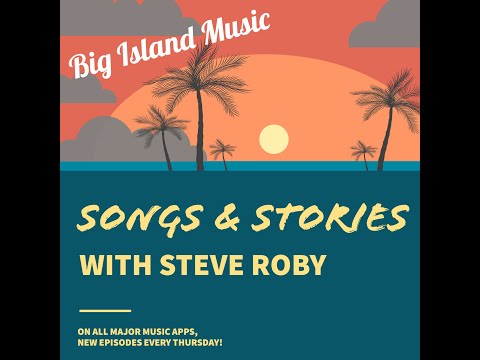 Big Island Music
SONGS & STORIES
WITH STEVE ROBY
ON ALL MAJOR MUSIC APPS,
NEW EPISODES EVERY THURSDAY!